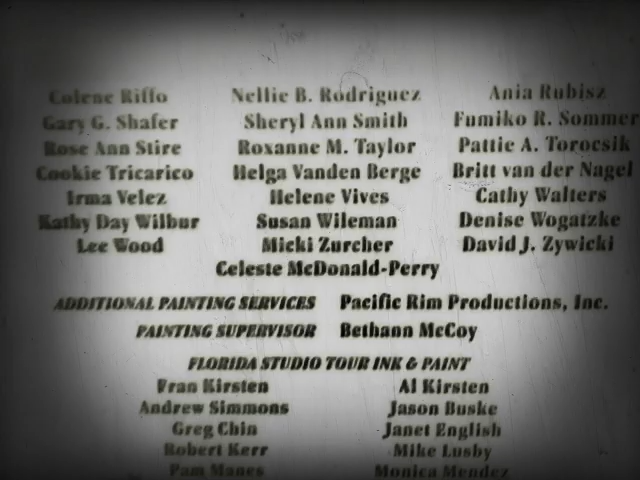 Colene Riffo Nellie B. Rodriguez Ania Rubisz
Gary G. Shafer Sheryl Ann Smith Fumiko R. Sommer
Rose Ann Stire Roxanne M. Taylor Pattie A. Torocsik
Cookie Tricarico Helga Vanden Berge Britt van der Nagel
Irma Velez Helene Vives Cathy Walters
Kathy Day Wilbur Susan Wileman Denise Wogatzke
Lee Wood Micki Zurcher David J. Zywicki
Celeste McDonald-Perry
ADDITIONAL PAINTING SERVICES Pacific Rim Productions, Inc.
PAINTING SUPERVISOR Bethann McCoy
FLORIDA STUDIO TOUR INK & PAINT
Fran Kirsten Al Kirsten
Andrew Simmons Jason Buske
Greg Chin Janet English
Robert Kerr Mike Lusby
Pam Manes Monica Mendez